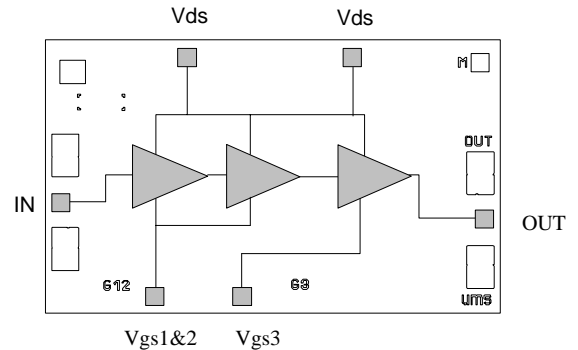 Vds Vds
M
OUT
IN
OUT
G12 G3
ums
Vgs1&2 Vgs3